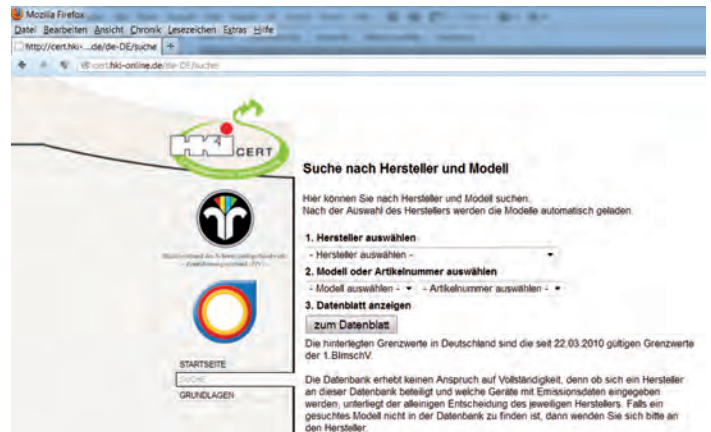 Mozilla Firefox
Datei Bearbeiten Ansicht Chronik Lesezeichen Extras Hilfe
http://cert.hki-...de/de-DE/suche
cert.hki-online.de/de-DE/suche
CERT
Suche nach Hersteller und Modell
Hier können Sie nach Hersteller und Modell suchen.
Nach der Auswahl des Herstellers werden die Modelle automatisch geladen.
1. Hersteller auswählen
- Hersteller auswählen -
2. Modell oder Artikelnummer auswählen
- Modell auswählen - - Artikelnummer auswählen -
3. Datenblatt anzeigen
zum Datenblatt
Die hinterlegten Grenzwerte in Deutschland sind die seit 22.03.2010 gültigen Grenzwerte
der 1.BImschV.
STARTSEITE
SUCHE
GRUNDLAGEN
Die Datenbank erhebt keinen Anspruch auf Vollständigkeit, denn ob sich ein Hersteller
an dieser Datenbank beteiligt und welche Geräte mit Emissionsdaten eingegeben
werden, unterliegt der alleinigen Entscheidung des jeweiligen Herstellers. Falls ein
gesuchtes Modell nicht in der Datenbank zu finden ist, dann wenden Sie sich bitte an
den Hersteller.